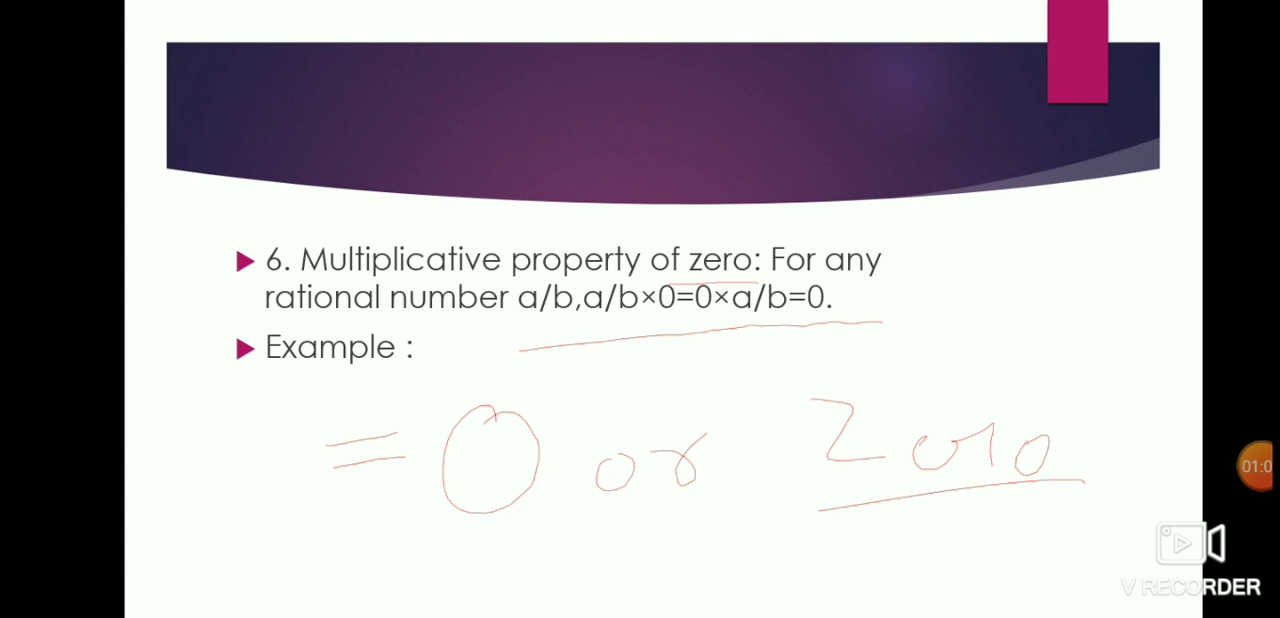 6. Multiplicative property of zero: For any
rational number a/b,a/b×0=0×a/b=0.
Example :
= 0 or Zero
01:0
V RECORDER